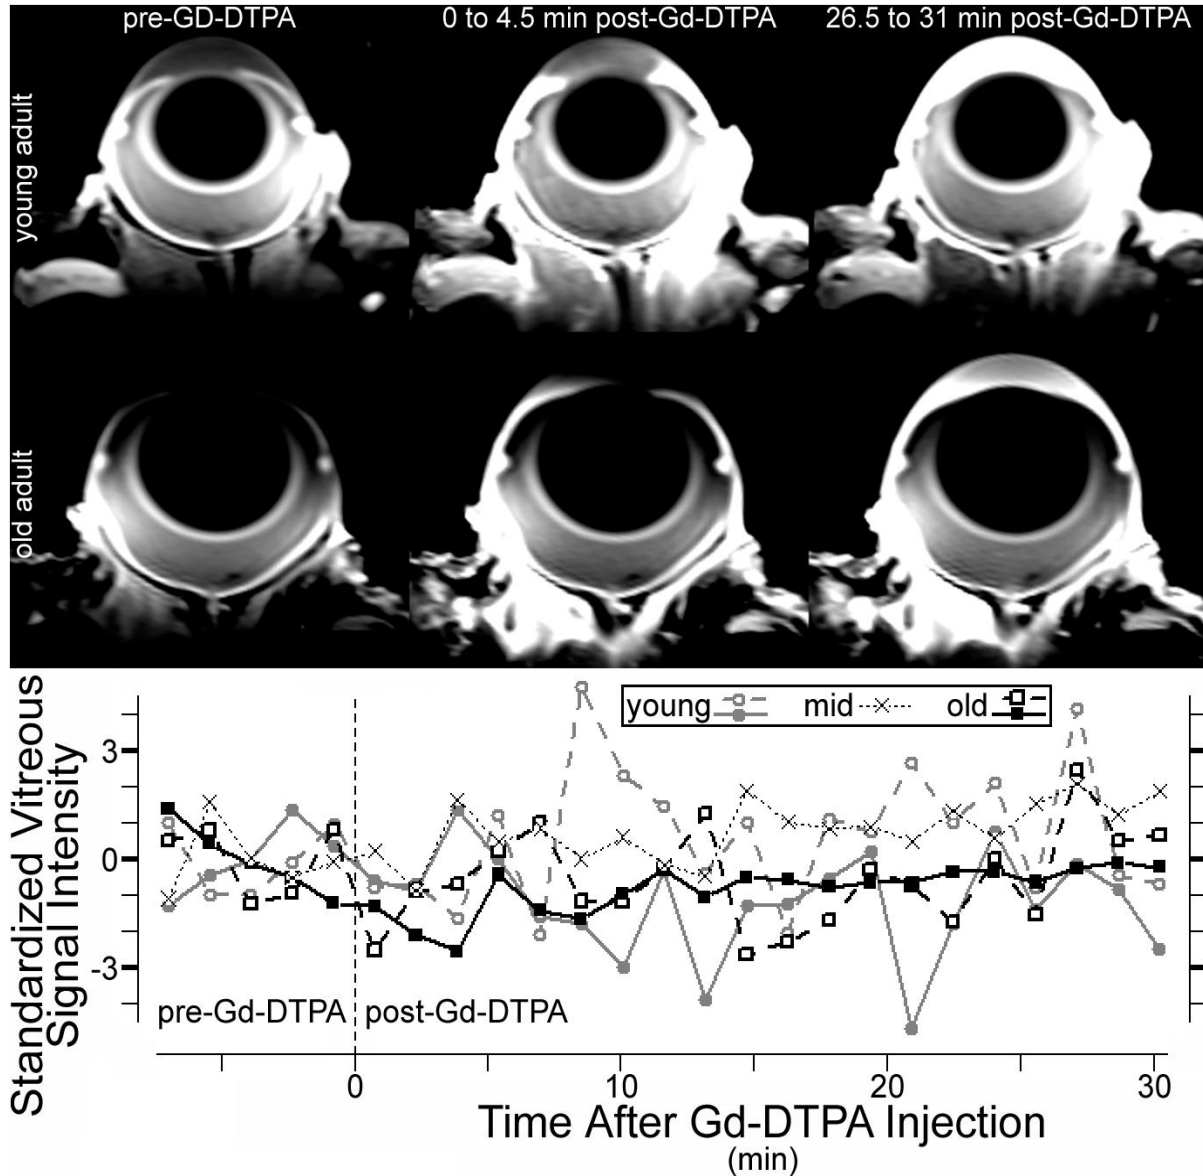 pre-GD-DTPA
0 to 4.5 min post-Gd-DTPA
26.5 to 31 min post-Gd-DTPA
young adult
old adult
Standardized Vitreous
Signal Intensity
3
0
-3
young
mid
old
pre-Gd-DTPA
post-Gd-DTPA
0
10
20
30
Time After Gd-DTPA Injection
(min)